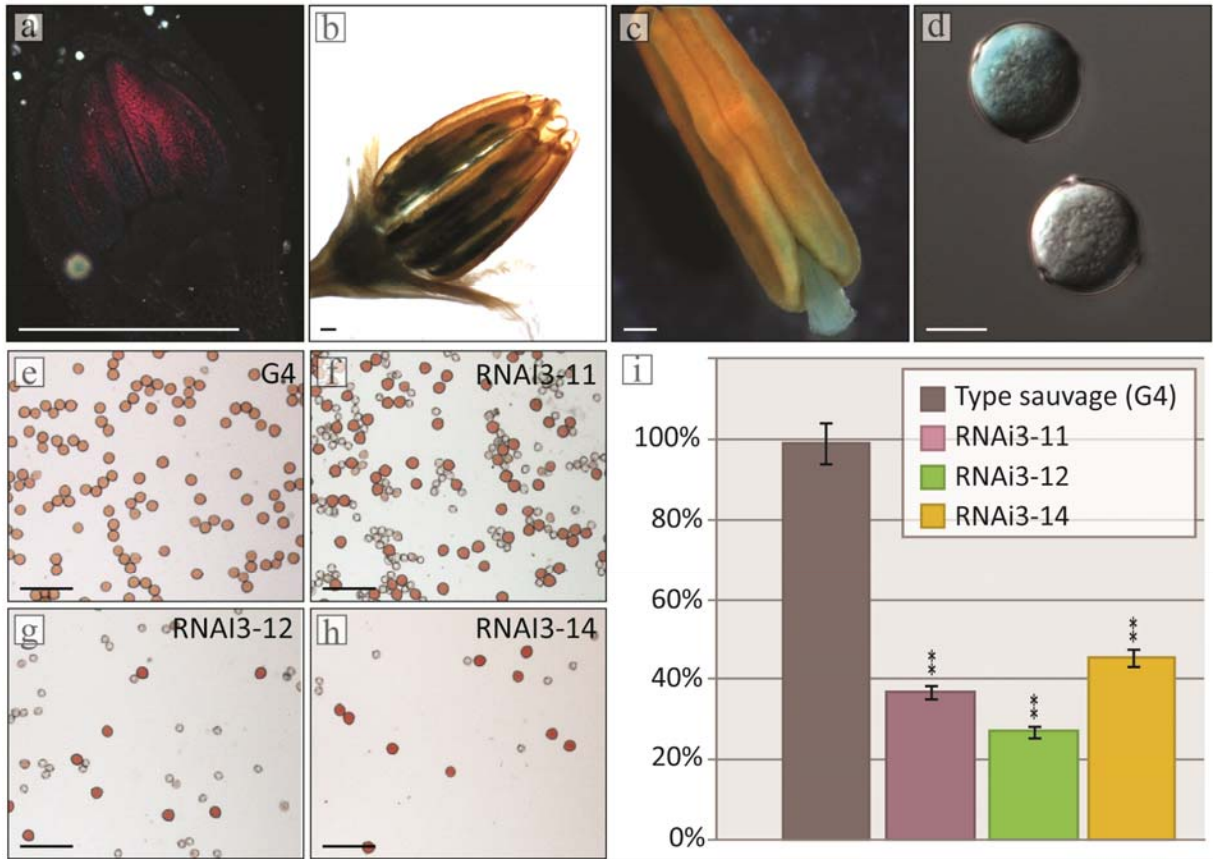 a
b
c
d
e
G4
f
RNAI3-11
g
RNAI3-12
h
RNAI3-14
i
100%
80%
60%
40%
20%
0%
Type sauvage (G4)
RNAi3-11
RNAi3-12
RNAi3-14
**
**
**